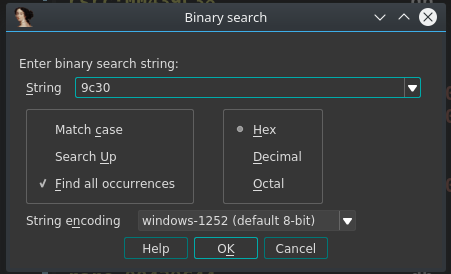 Binary search
Enter binary search string:
String 9c30
Match case
Search Up
Find all occurrences
Hex
Decimal
Octal
String encoding windows-1252 (default 8-bit)
Help OK Cancel